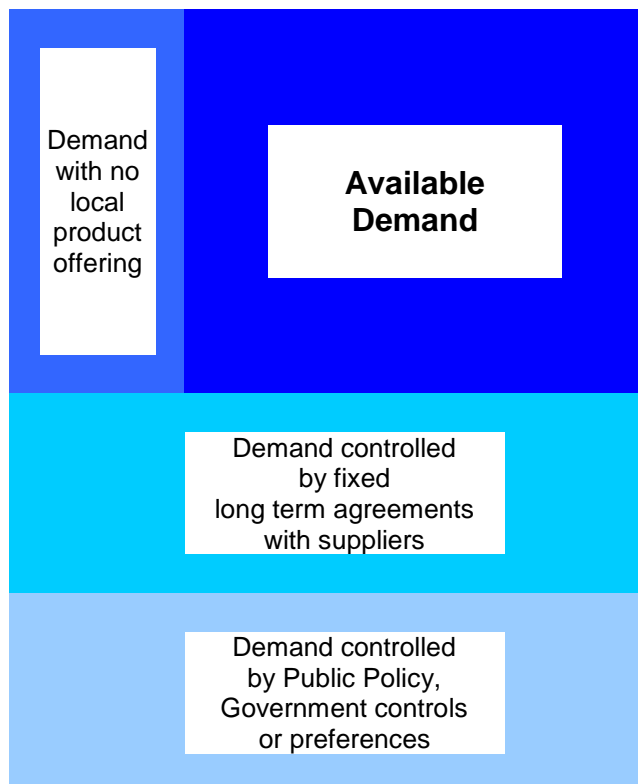 Demand
with no
local
product
offering
Available
Demand
Demand controlled
by fixed
long term agreements
with suppliers
Demand controlled
by Public Policy,
Government controls
or preferences